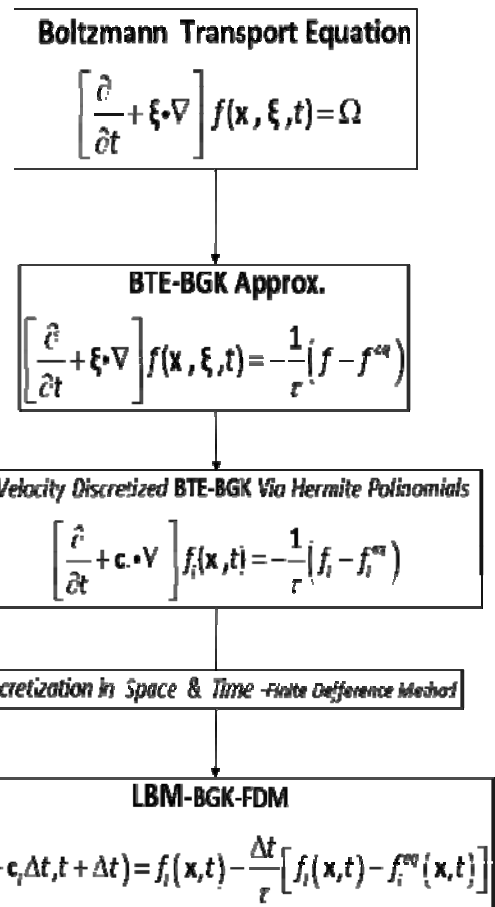 Boltzmann Transport Equation
[∂/∂t + ξ•∇] f(x, ξ, t) = Ω
BTE-BGK Approx.
[∂/∂t + ξ•∇] f(x, ξ, t) = -1/τ (f - f^eq)
Velocity Discretized BTE-BGK Via Hermite Polinomials
[∂/∂t + c.•∇] f_i(x, t) = -1/τ (f_i - f_i^eq)
cretization in Space & Time -Finite Defference Method
LBM-BGK-FDM
c_iΔt, t + Δt) = f_i(x, t) - Δt/τ [f_i(x, t) - f_i^eq(x, t)]